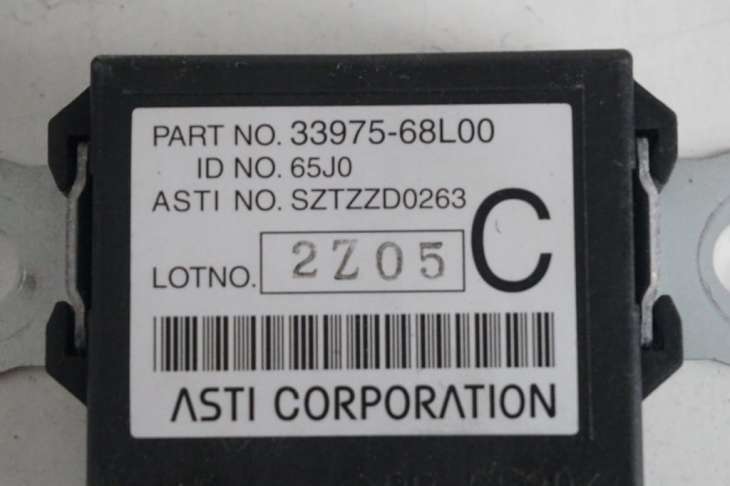 PART NO. 33975-68L00
ID NO. 65J0
ASTI NO. SZTZZD0263
C
LOTNO. 2Z05
ASTI CORPORATION